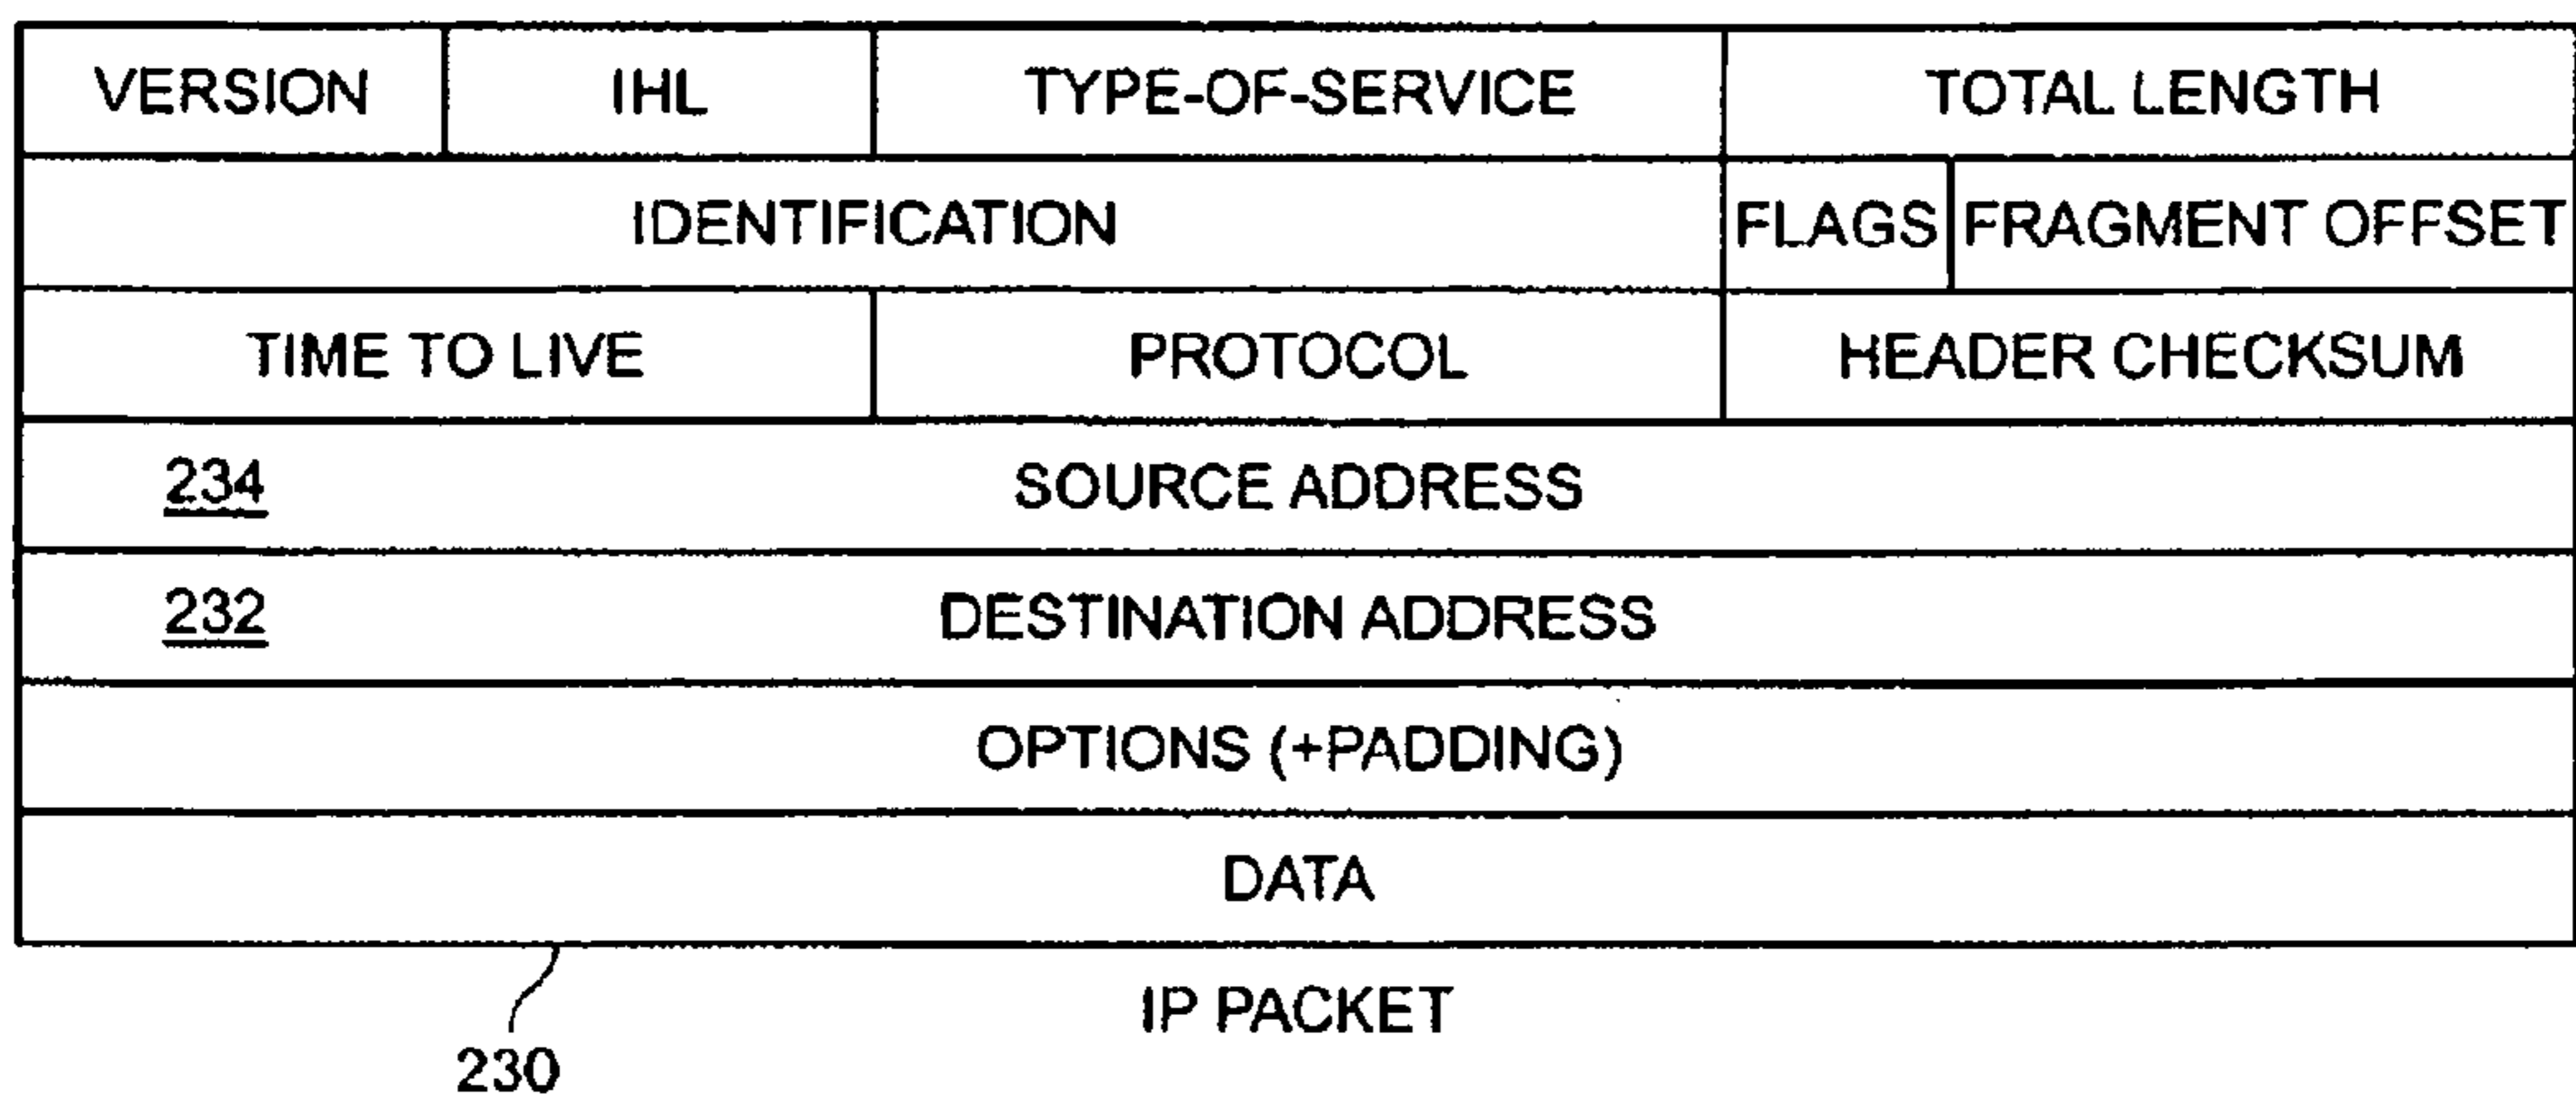 VERSION IHL TYPE-OF-SERVICE TOTAL LENGTH
IDENTIFICATION FLAGS FRAGMENT OFFSET
TIME TO LIVE PROTOCOL HEADER CHECKSUM
234 SOURCE ADDRESS
232 DESTINATION ADDRESS
OPTIONS (+PADDING)
DATA
IP PACKET
230